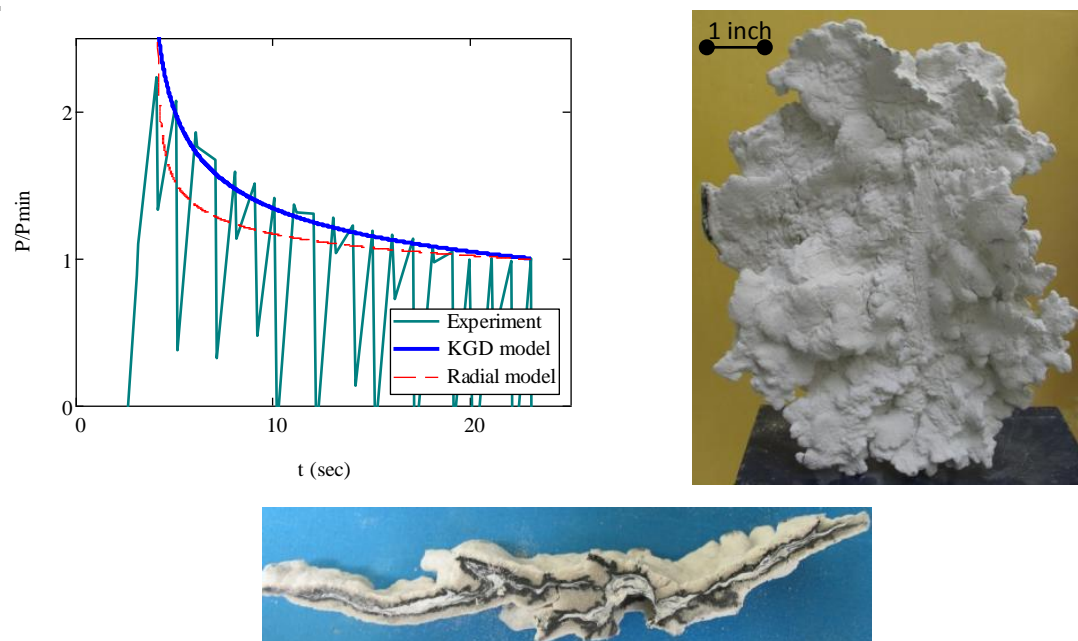 1 inch
2
1
0
P/Pmin
Experiment
KGD model
Radial model
0
10
20
t (sec)